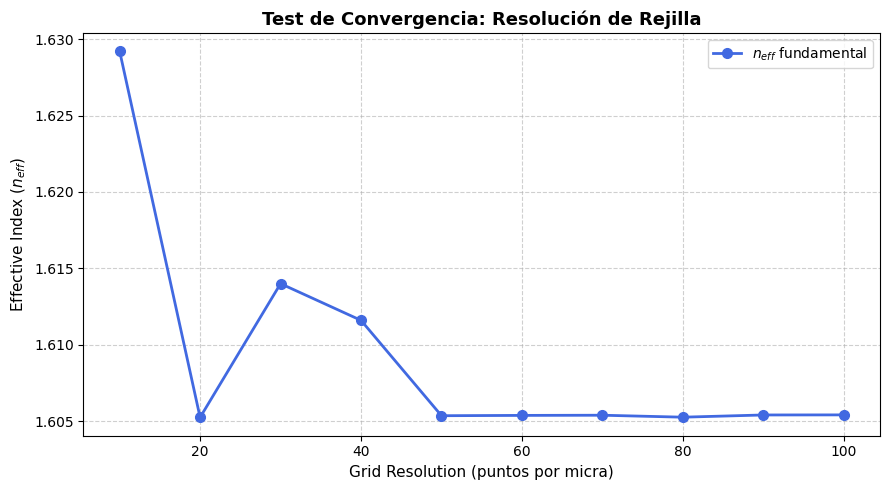 Test de Convergencia: Resolución de Rejilla
n_eff fundamental
Effective Index (n_eff)
1.630
1.625
1.620
1.615
1.610
1.605
20 40 60 80 100
Grid Resolution (puntos por micra)